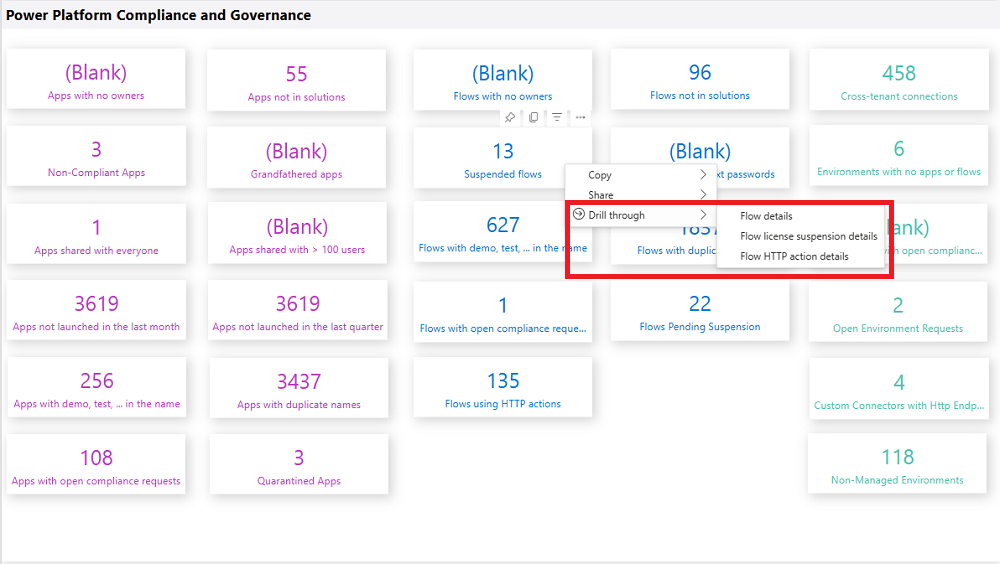 Power Platform Compliance and Governance
(Blank)
Apps with no owners
55
Apps not in solutions
(Blank)
Flows with no owners
96
Flows not in solutions
458
Cross-tenant connections
3
Non-Compliant Apps
(Blank)
Grandfathered apps
13
Suspended flows
(Blank)
passwords
6
Environments with no apps or flows
Copy
Share
Drill through
Flow details
Flow license suspension details
Flow HTTP action details
1
Apps shared with everyone
(Blank)
Apps shared with > 100 users
627
Flows with demo, test, ... in the name
Flows with
with open complianc...
3619
Apps not launched in the last month
3619
Apps not launched in the last quarter
1
Flows with open compliance reque...
22
Flows Pending Suspension
2
Open Environment Requests
256
Apps with demo, test, ... in the name
3437
Apps with duplicate names
135
Flows using HTTP actions
4
Custom Connectors with Http Endp...
108
Apps with open compliance requests
3
Quarantined Apps
118
Non-Managed Environments